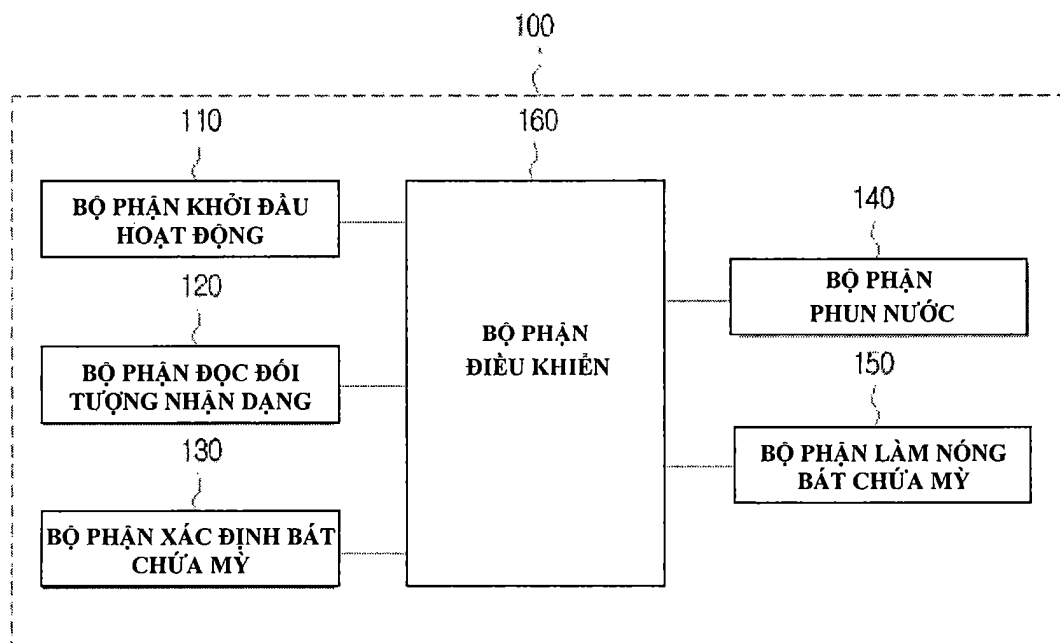 100
110
BỘ PHẬN KHỞI ĐẦU
HOẠT ĐỘNG
120
BỘ PHẬN ĐỌC ĐỐI
TƯỢNG NHẬN DẠNG
130
BỘ PHẬN XÁC ĐỊNH BÁT
CHỨA MỲ
160
BỘ PHẬN
ĐIỀU KHIỂN
140
BỘ PHẬN
PHUN NƯỚC
150
BỘ PHẬN LÀM NÓNG
BÁT CHỨA MỲ